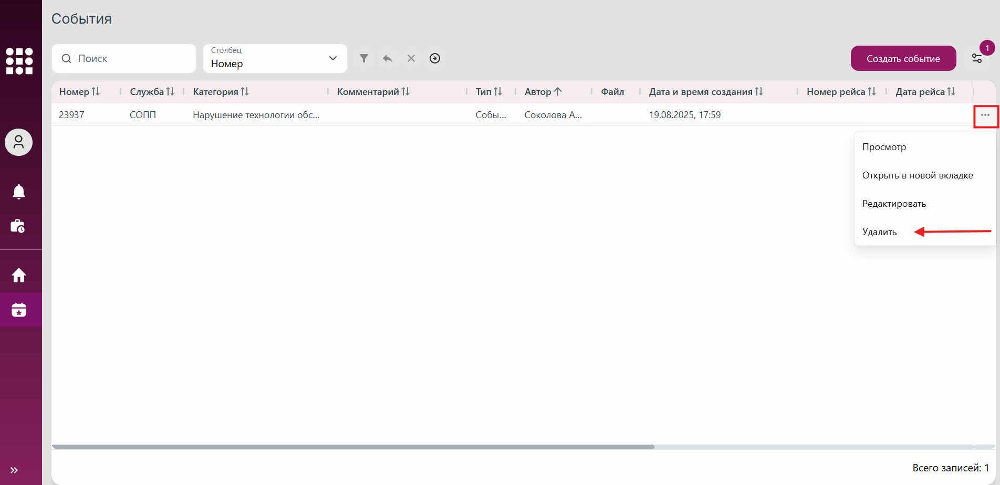 События
Поиск
Столбец
Номер
Создать событие
1
Номер Служба Категория Комментарий Тип Автор Файл Дата и время создания Номер рейса Дата рейса
23937 СОПП Нарушение технологии обс... Собы... Соколова А... 19.08.2025, 17:59
Просмотр
Открыть в новой вкладке
Редактировать
Удалить
Всего записей: 1